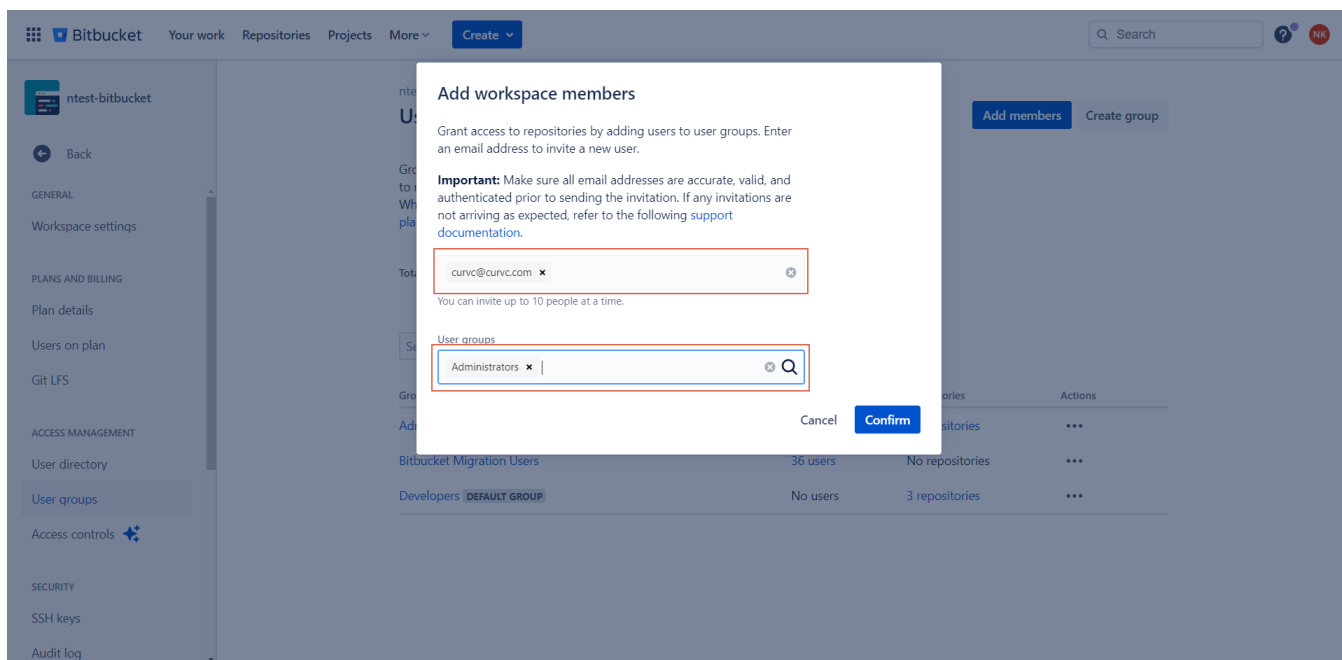 Bitbucket
Your work
Repositories
Projects
More
Create
Search
NK
ntest-bitbucket
Back
GENERAL
Workspace settings
PLANS AND BILLING
Plan details
Users on plan
Git LFS
ACCESS MANAGEMENT
User directory
User groups
Access controls
SECURITY
SSH keys
Audit log
Add members
Create group
Add workspace members
Grant access to repositories by adding users to user groups. Enter
an email address to invite a new user.
Important: Make sure all email addresses are accurate, valid, and
authenticated prior to sending the invitation. If any invitations are
not arriving as expected, refer to the following support
documentation.
curvc@curvc.com
You can invite up to 10 people at a time.
User groups
Administrators
Cancel
Confirm
Actions
Bitbucket Migration Users
36 users
No repositories
Developers DEFAULT GROUP
No users
3 repositories